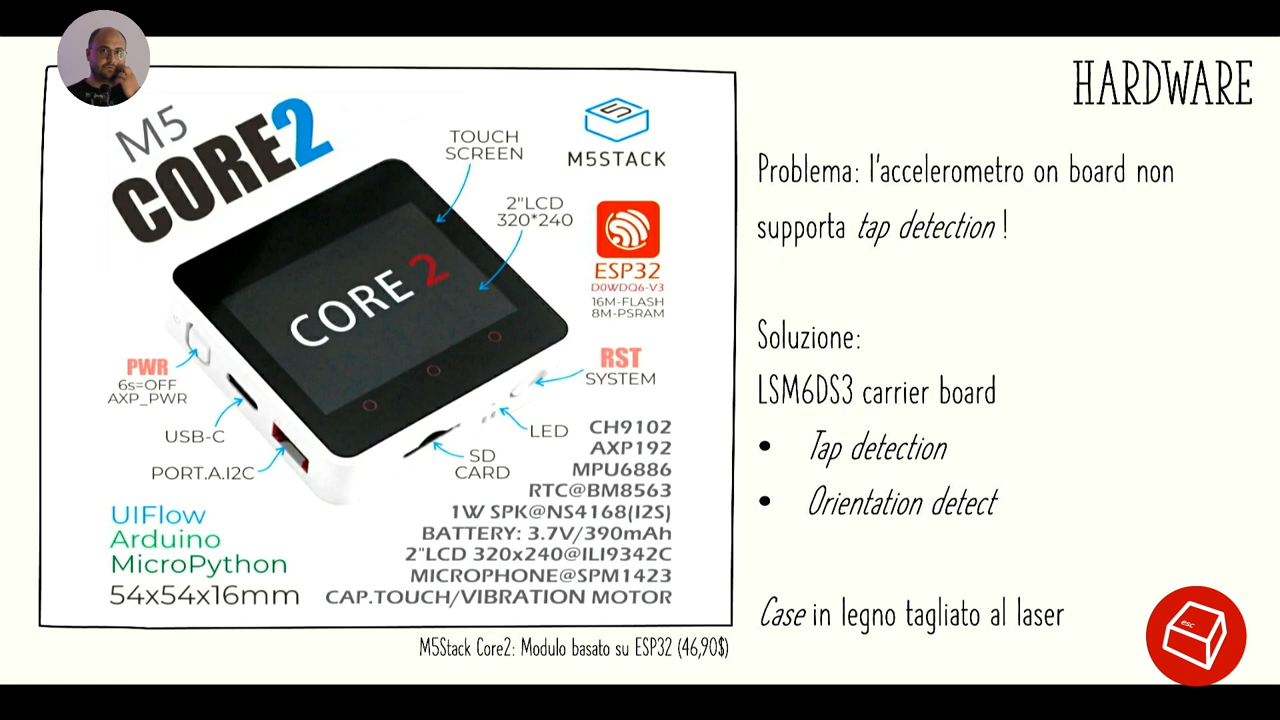 HARDWARE
M5
CORE2
TOUCH
SCREEN
5
M5STACK
2"LCD
320*240
ESP32
D0WDQ6-V3
16M-FLASH
8M-PSRAM
CORE 2
PWR
6s=OFF
AXP_PWR
RST
SYSTEM
USB-C
LED
PORT.A.I2C
SD
CARD
CH9102
AXP192
MPU6886
RTC@BM8563
1W SPK@NS4168(I2S)
BATTERY: 3.7V/390mAh
2"LCD 320x240@ILI9342C
MICROPHONE@SPM1423
CAP.TOUCH/VIBRATION MOTOR
UIFlow
Arduino
MicroPython
54x54x16mm
M5Stack Core2: Modulo basato su ESP32 (46,90$)
Problema: l'accelerometro on board non
supporta tap detection !
Soluzione:
LSM6DS3 carrier board
• Tap detection
• Orientation detect
Case in legno tagliato al laser
esc